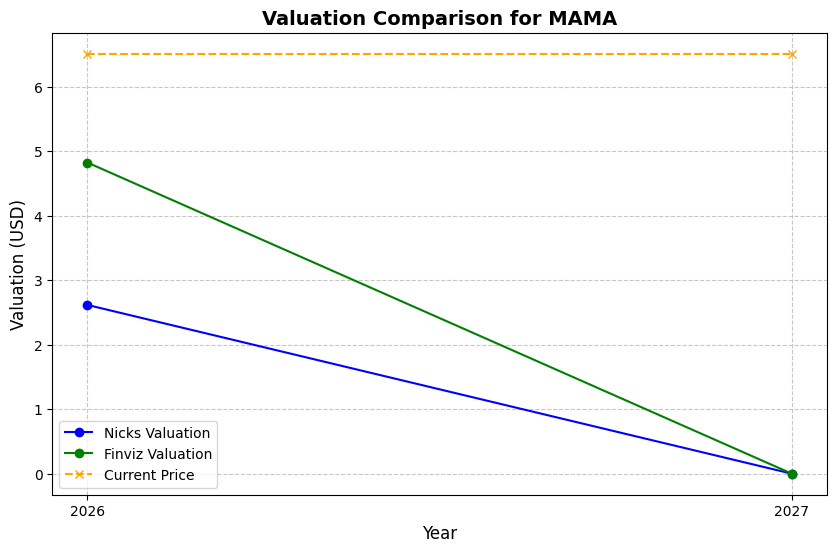 Valuation Comparison for MAMA
Valuation (USD)
6
5
4
3
2
1
0
Nicks Valuation
Finviz Valuation
Current Price
2026
2027
Year